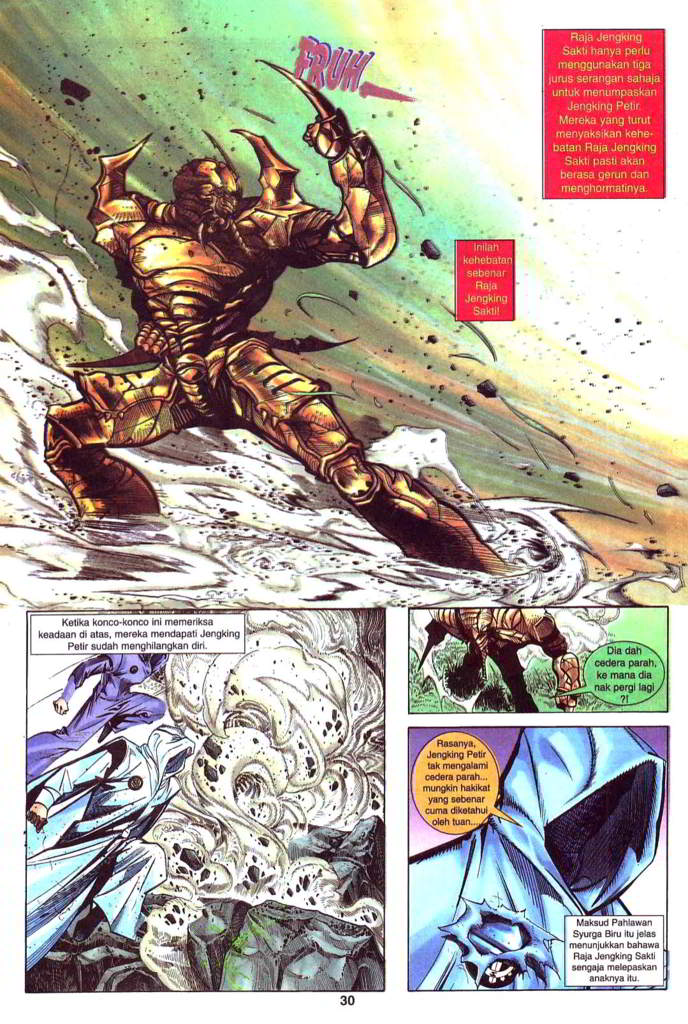 FRUH
Raja Jengking
Sakti hanya perlu
menggunakan tiga
jurus serangan sahaja
untuk menumpaskan
Jengking Petir.
Mereka yang turut
menyaksikan kehe-
batan Raja Jengking
Sakti pasti akan
berasa gerun dan
menghormatinya.
Inilah
kehebatan
sebenar
Raja
Jengking
Sakti!
Ketika konco-konco ini memeriksa
keadaan di atas, mereka mendapati Jengking
Petir sudah menghilangkan diri.
Dia dah
cedera parah,
ke mana dia
nak pergi lagi
?!
Rasanya,
Jengking Petir
tak mengalami
cedera parah...
mungkin hakikat
yang sebenar
cuma diketahui
oleh tuan....
Maksud Pahlawan
Syurga Biru itu jelas
menunjukkan bahawa
Raja Jengking Sakti
sengaja melepaskan
anaknya itu.
30